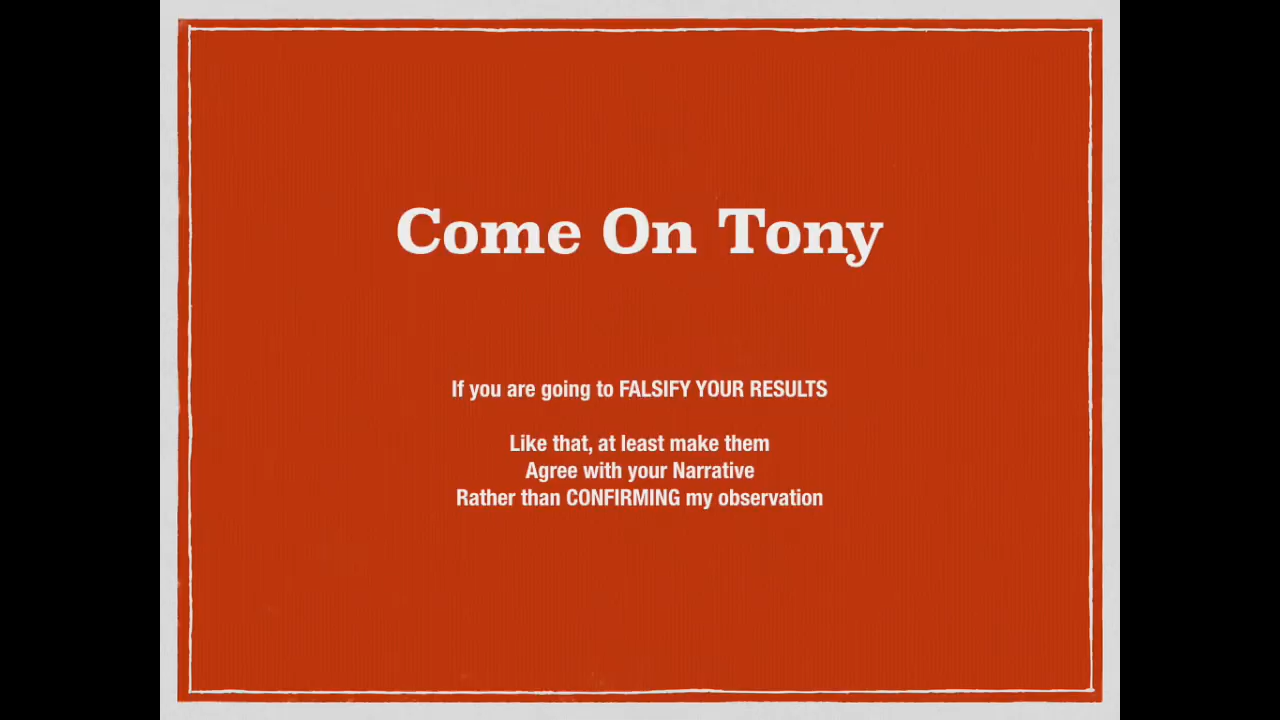 Come On Tony
If you are going to FALSIFY YOUR RESULTS
Like that, at least make them
Agree with your Narrative
Rather than CONFIRMING my observation